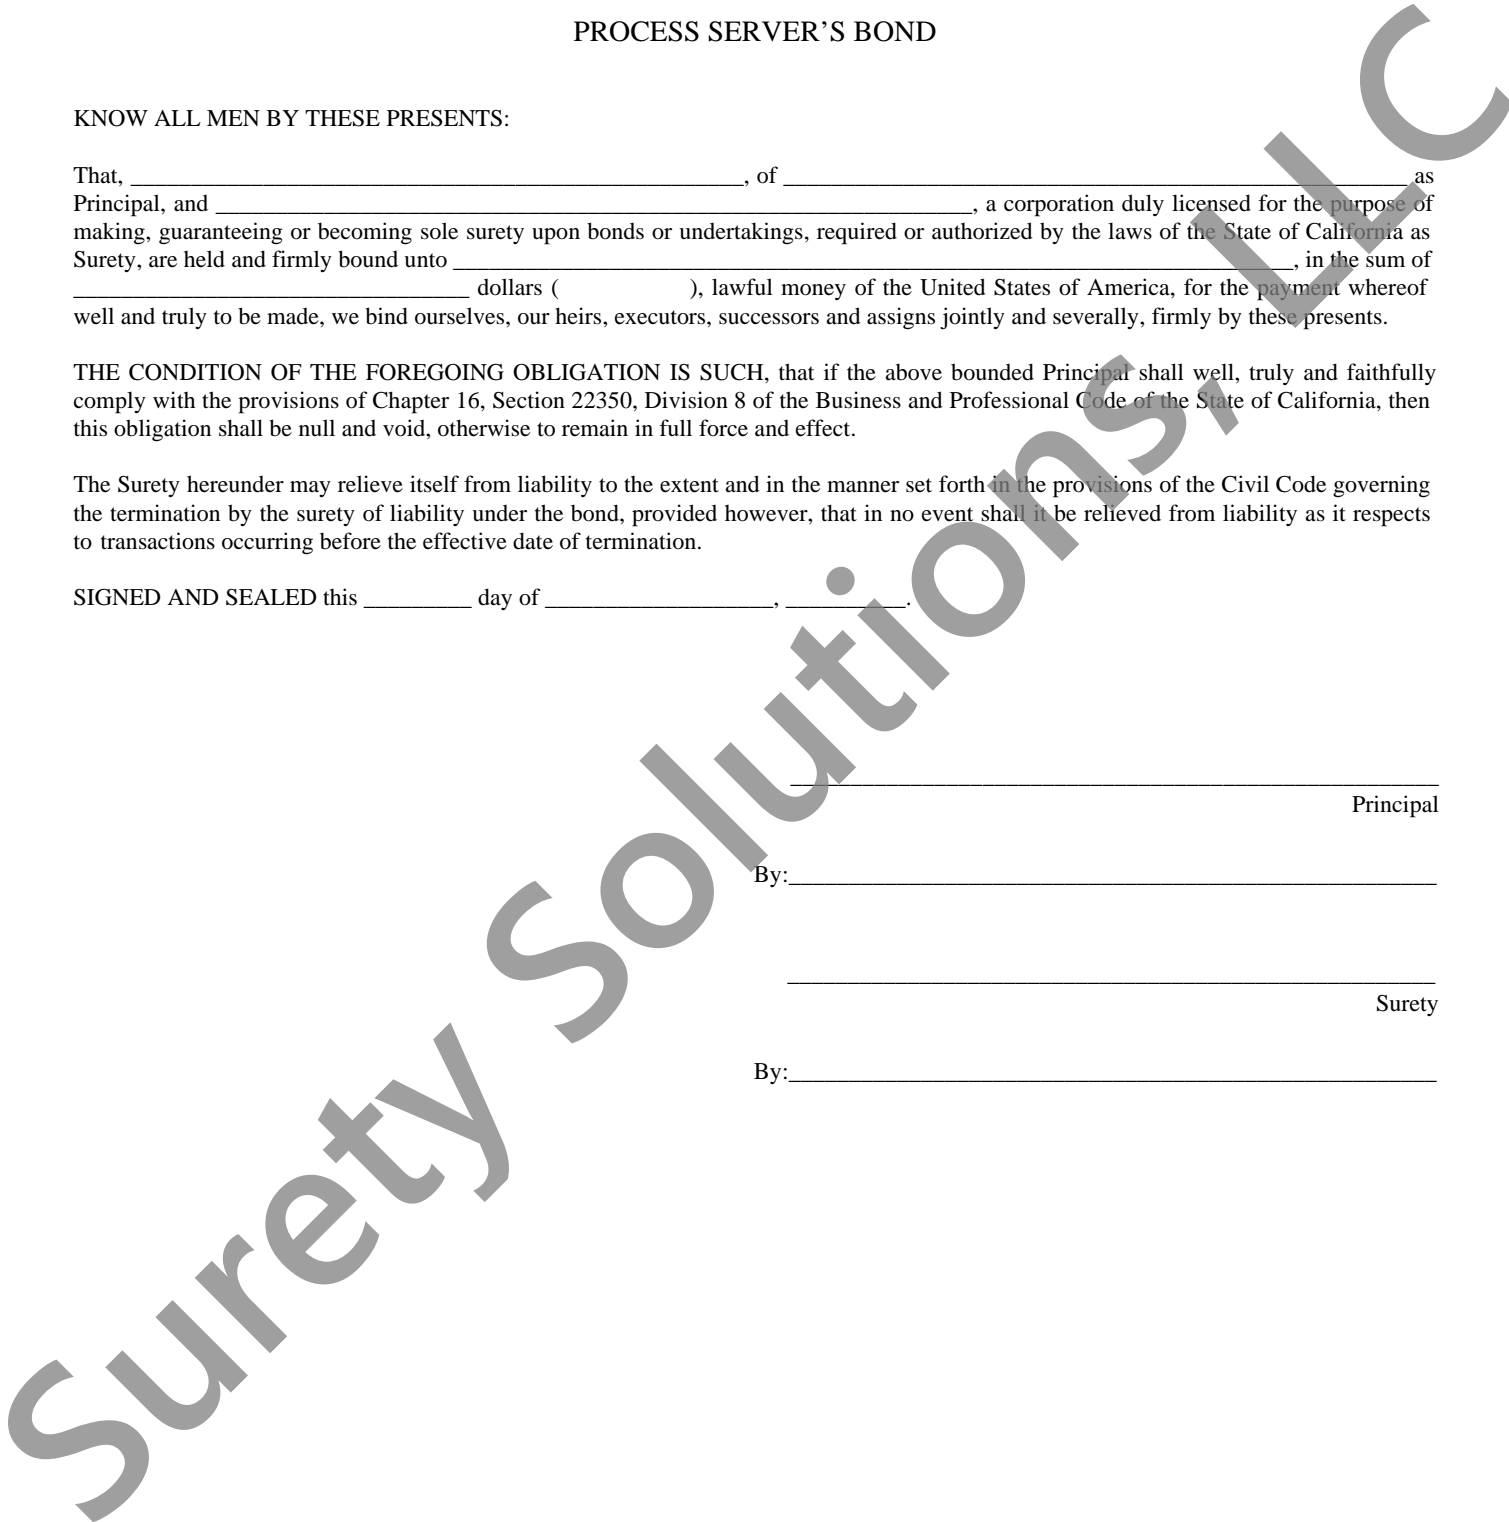 PROCESS SERVER’S BOND
KNOW ALL MEN BY THESE PRESENTS:
That, ___________________________________________________, of ____________________________________________________ as
Principal, and _______________________________________________________________, a corporation duly licensed for the purpose of
making, guaranteeing or becoming sole surety upon bonds or undertakings, required or authorized by the laws of the State of California as
Surety, are held and firmly bound unto ______________________________________________________________________, in the sum of
_________________________________ dollars (          ), lawful money of the United States of America, for the payment whereof
well and truly to be made, we bind ourselves, our heirs, executors, successors and assigns jointly and severally, firmly by these presents.
THE CONDITION OF THE FOREGOING OBLIGATION IS SUCH, that if the above bounded Principal shall well, truly and faithfully
comply with the provisions of Chapter 16, Section 22350, Division 8 of the Business and Professional Code of the State of California, then
this obligation shall be null and void, otherwise to remain in full force and effect.
The Surety hereunder may relieve itself from liability to the extent and in the manner set forth in the provisions of the Civil Code governing
the termination by the surety of liability under the bond, provided however, that in no event shall it be relieved from liability as it respects
to transactions occurring before the effective date of termination.
SIGNED AND SEALED this _________ day of ___________________, __________.
______________________________________________________
Principal
By:______________________________________________________
______________________________________________________
Surety
By:______________________________________________________
Surety Solutions, LLC